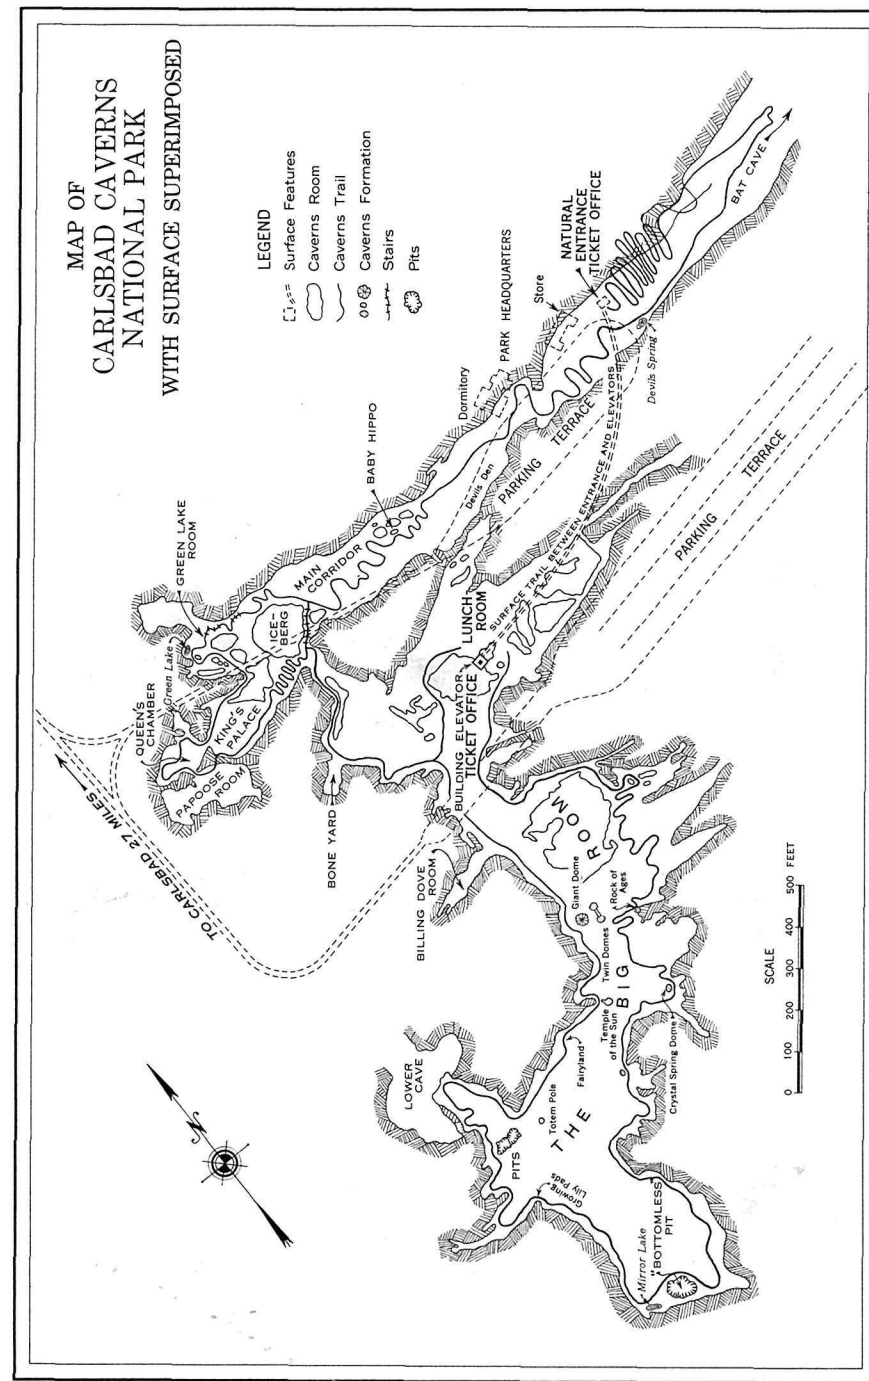 MAP OF
CARLSBAD CAVERNS
NATIONAL PARK
WITH SURFACE SUPERIMPOSED
LEGEND
Surface Features
Caverns Room
Caverns Trail
Caverns Formation
Stairs
Pits
TO CARLSBAD 27 MILES
QUEEN'S
CHAMBER
Green Lake
GREEN LAKE
ROOM
PAPOOSE
ROOM
KING'S
PALACE
ICE-
BERG
MAIN
CORRIDOR
BABY HIPPO
Dormitory
PARK HEADQUARTERS
Store
NATURAL
ENTRANCE
TICKET OFFICE
BAT CAVE
Devils Spring
Devils Den
PARKING TERRACE
PARKING TERRACE
SURFACE TRAIL BETWEEN ENTRANCE AND ELEVATORS
LUNCH
ROOM
BUILDING ELEVATOR
TICKET OFFICE
BONE YARD
BILLING DOVE
ROOM
THE BIG ROOM
Giant Dome
Twin Domes
Rock of
Ages
Temple
of the Sun
Crystal Spring Dome
Fairyland
Totem Pole
LOWER
CAVE
PITS
Growing
Lily Pads
Mirror Lake
"BOTTOMLESS
PIT
N
SCALE
0 100 200 300 400 500 FEET